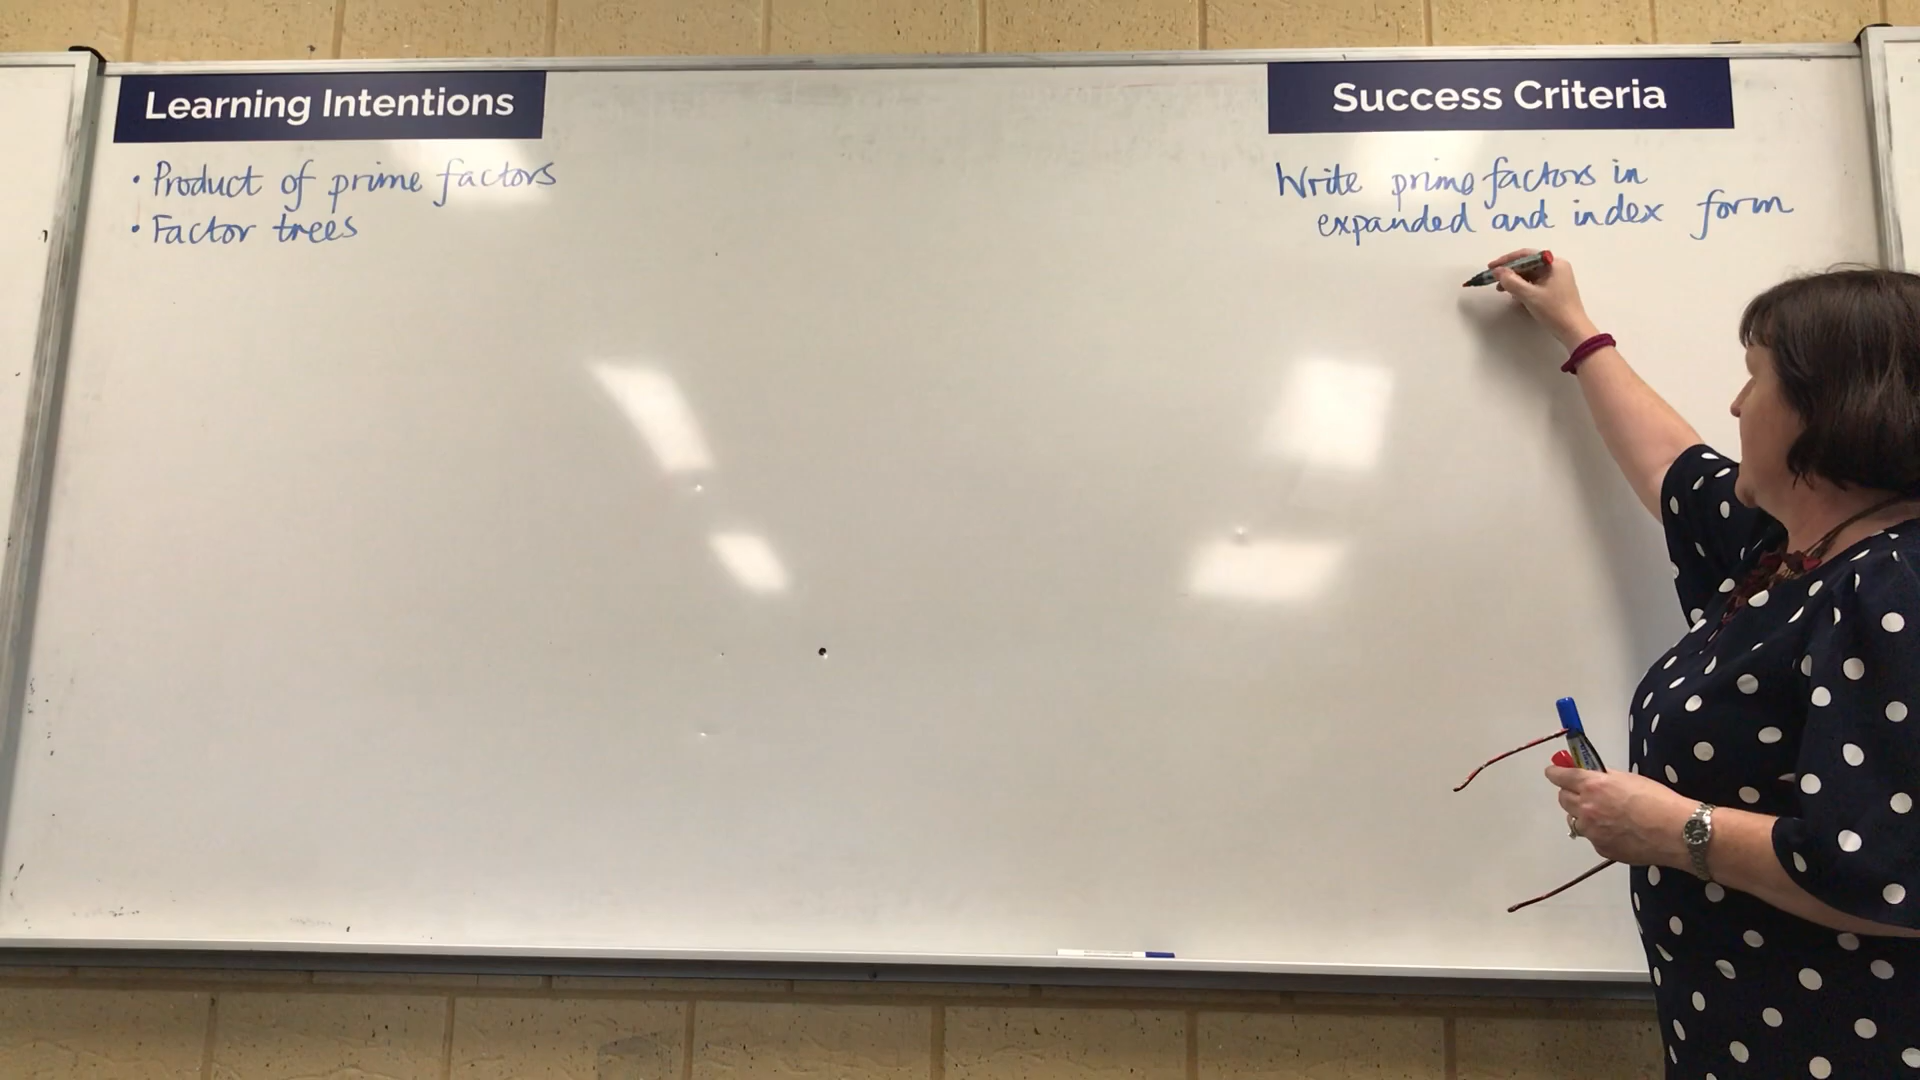 Learning Intentions
• Product of prime factors
• Factor trees
Success Criteria
Write prime factors in
expanded and index form